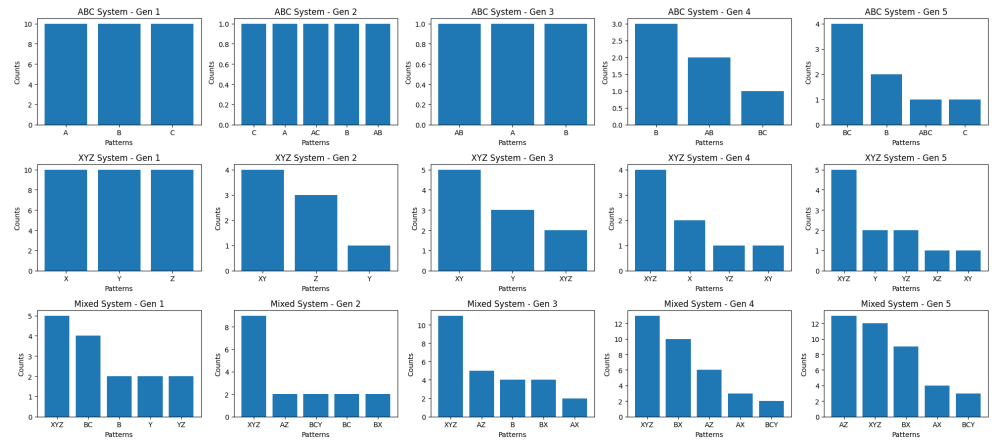 ABC System - Gen 1
Counts
10
8
6
4
2
0
A B C
Patterns
ABC System - Gen 2
Counts
1.0
0.8
0.6
0.4
0.2
0.0
C A AC B AB
Patterns
ABC System - Gen 3
Counts
1.0
0.8
0.6
0.4
0.2
0.0
AB A B
Patterns
ABC System - Gen 4
Counts
3.0
2.5
2.0
1.5
1.0
0.5
0.0
B AB BC
Patterns
ABC System - Gen 5
Counts
4
3
2
1
0
BC B ABC C
Patterns
XYZ System - Gen 1
Counts
10
8
6
4
2
0
X Y Z
Patterns
XYZ System - Gen 2
Counts
4
3
2
1
0
XY Z Y
Patterns
XYZ System - Gen 3
Counts
5
4
3
2
1
0
XY Y XYZ
Patterns
XYZ System - Gen 4
Counts
4
3
2
1
0
XYZ X YZ XY
Patterns
XYZ System - Gen 5
Counts
5
4
3
2
1
0
XYZ Y YZ XZ XY
Patterns
Mixed System - Gen 1
Counts
5
4
3
2
1
0
XYZ BC B Y YZ
Patterns
Mixed System - Gen 2
Counts
8
6
4
2
0
XYZ AZ BCY BC BX
Patterns
Mixed System - Gen 3
Counts
10
8
6
4
2
0
XYZ AZ B BX AX
Patterns
Mixed System - Gen 4
Counts
12
10
8
6
4
2
0
XYZ BX AZ AX BCY
Patterns
Mixed System - Gen 5
Counts
12
10
8
6
4
2
0
AZ XYZ BX AX BCY
Patterns